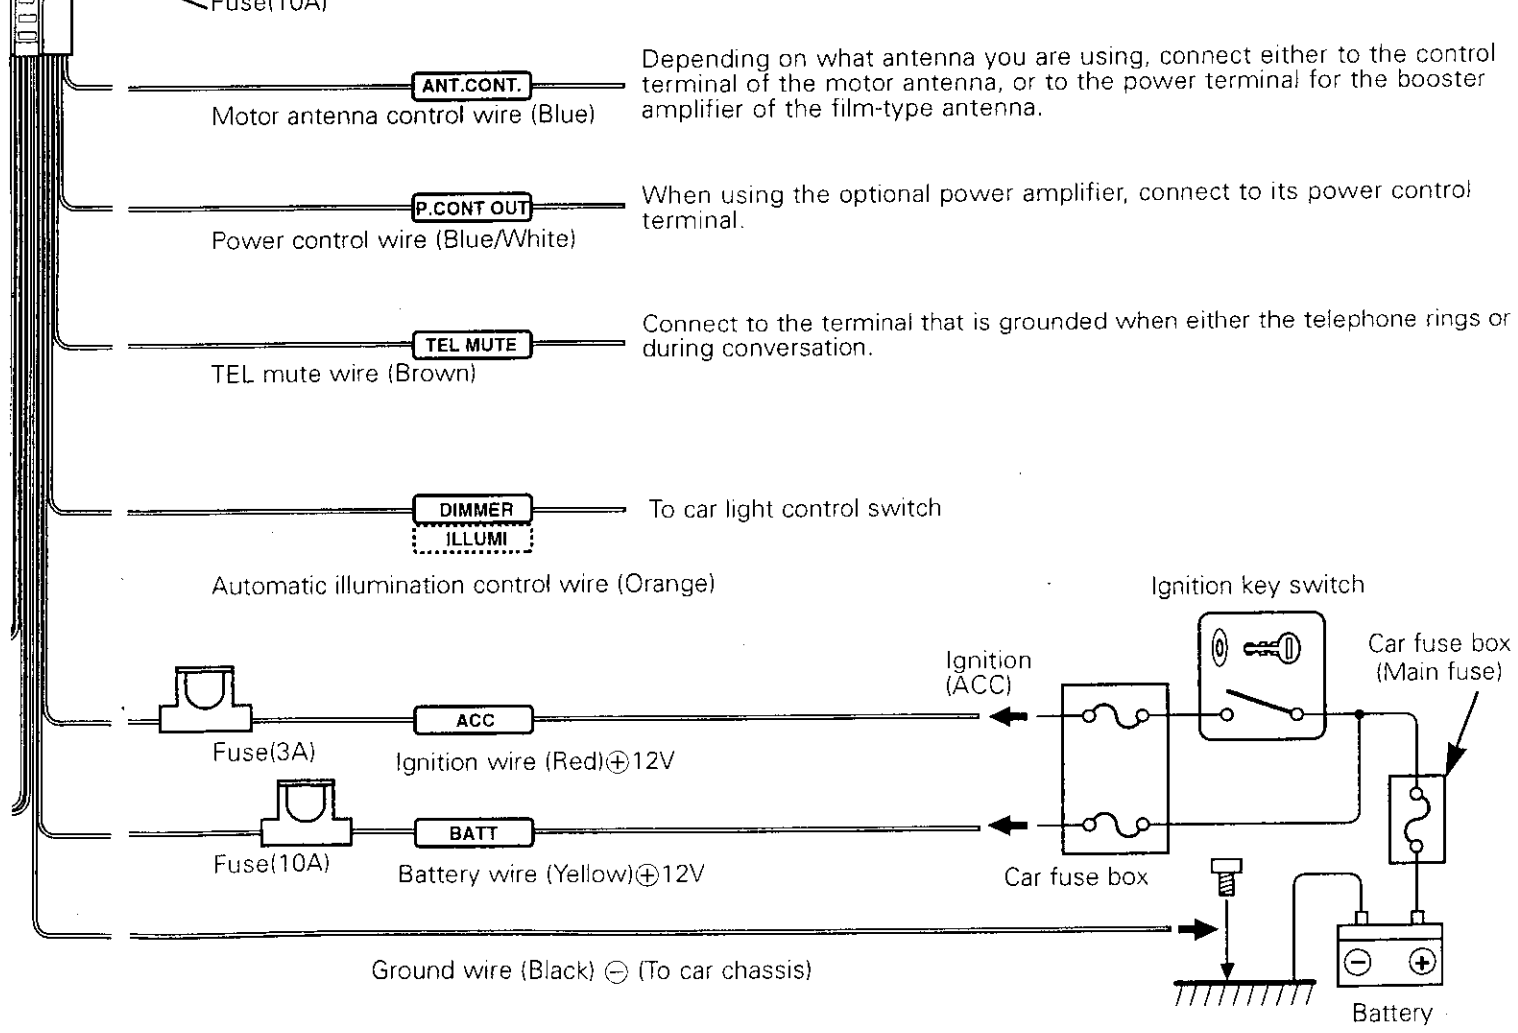 Fuse(10A)
ANT.CONT.
Motor antenna control wire (Blue)
Depending on what antenna you are using, connect either to the control
terminal of the motor antenna, or to the power terminal for the booster
amplifier of the film-type antenna.
P.CONT OUT
Power control wire (Blue/White)
When using the optional power amplifier, connect to its power control
terminal.
TEL MUTE
TEL mute wire (Brown)
Connect to the terminal that is grounded when either the telephone rings or
during conversation.
DIMMER
ILLUMI
To car light control switch
Automatic illumination control wire (Orange)
Ignition key switch
Car fuse box
(Main fuse)
Ignition
(ACC)
ACC
Fuse(3A)
Ignition wire (Red)⊕12V
BATT
Fuse(10A)
Battery wire (Yellow)⊕12V
Car fuse box
Ground wire (Black) ⊖ (To car chassis)
⊖ ⊕
Battery